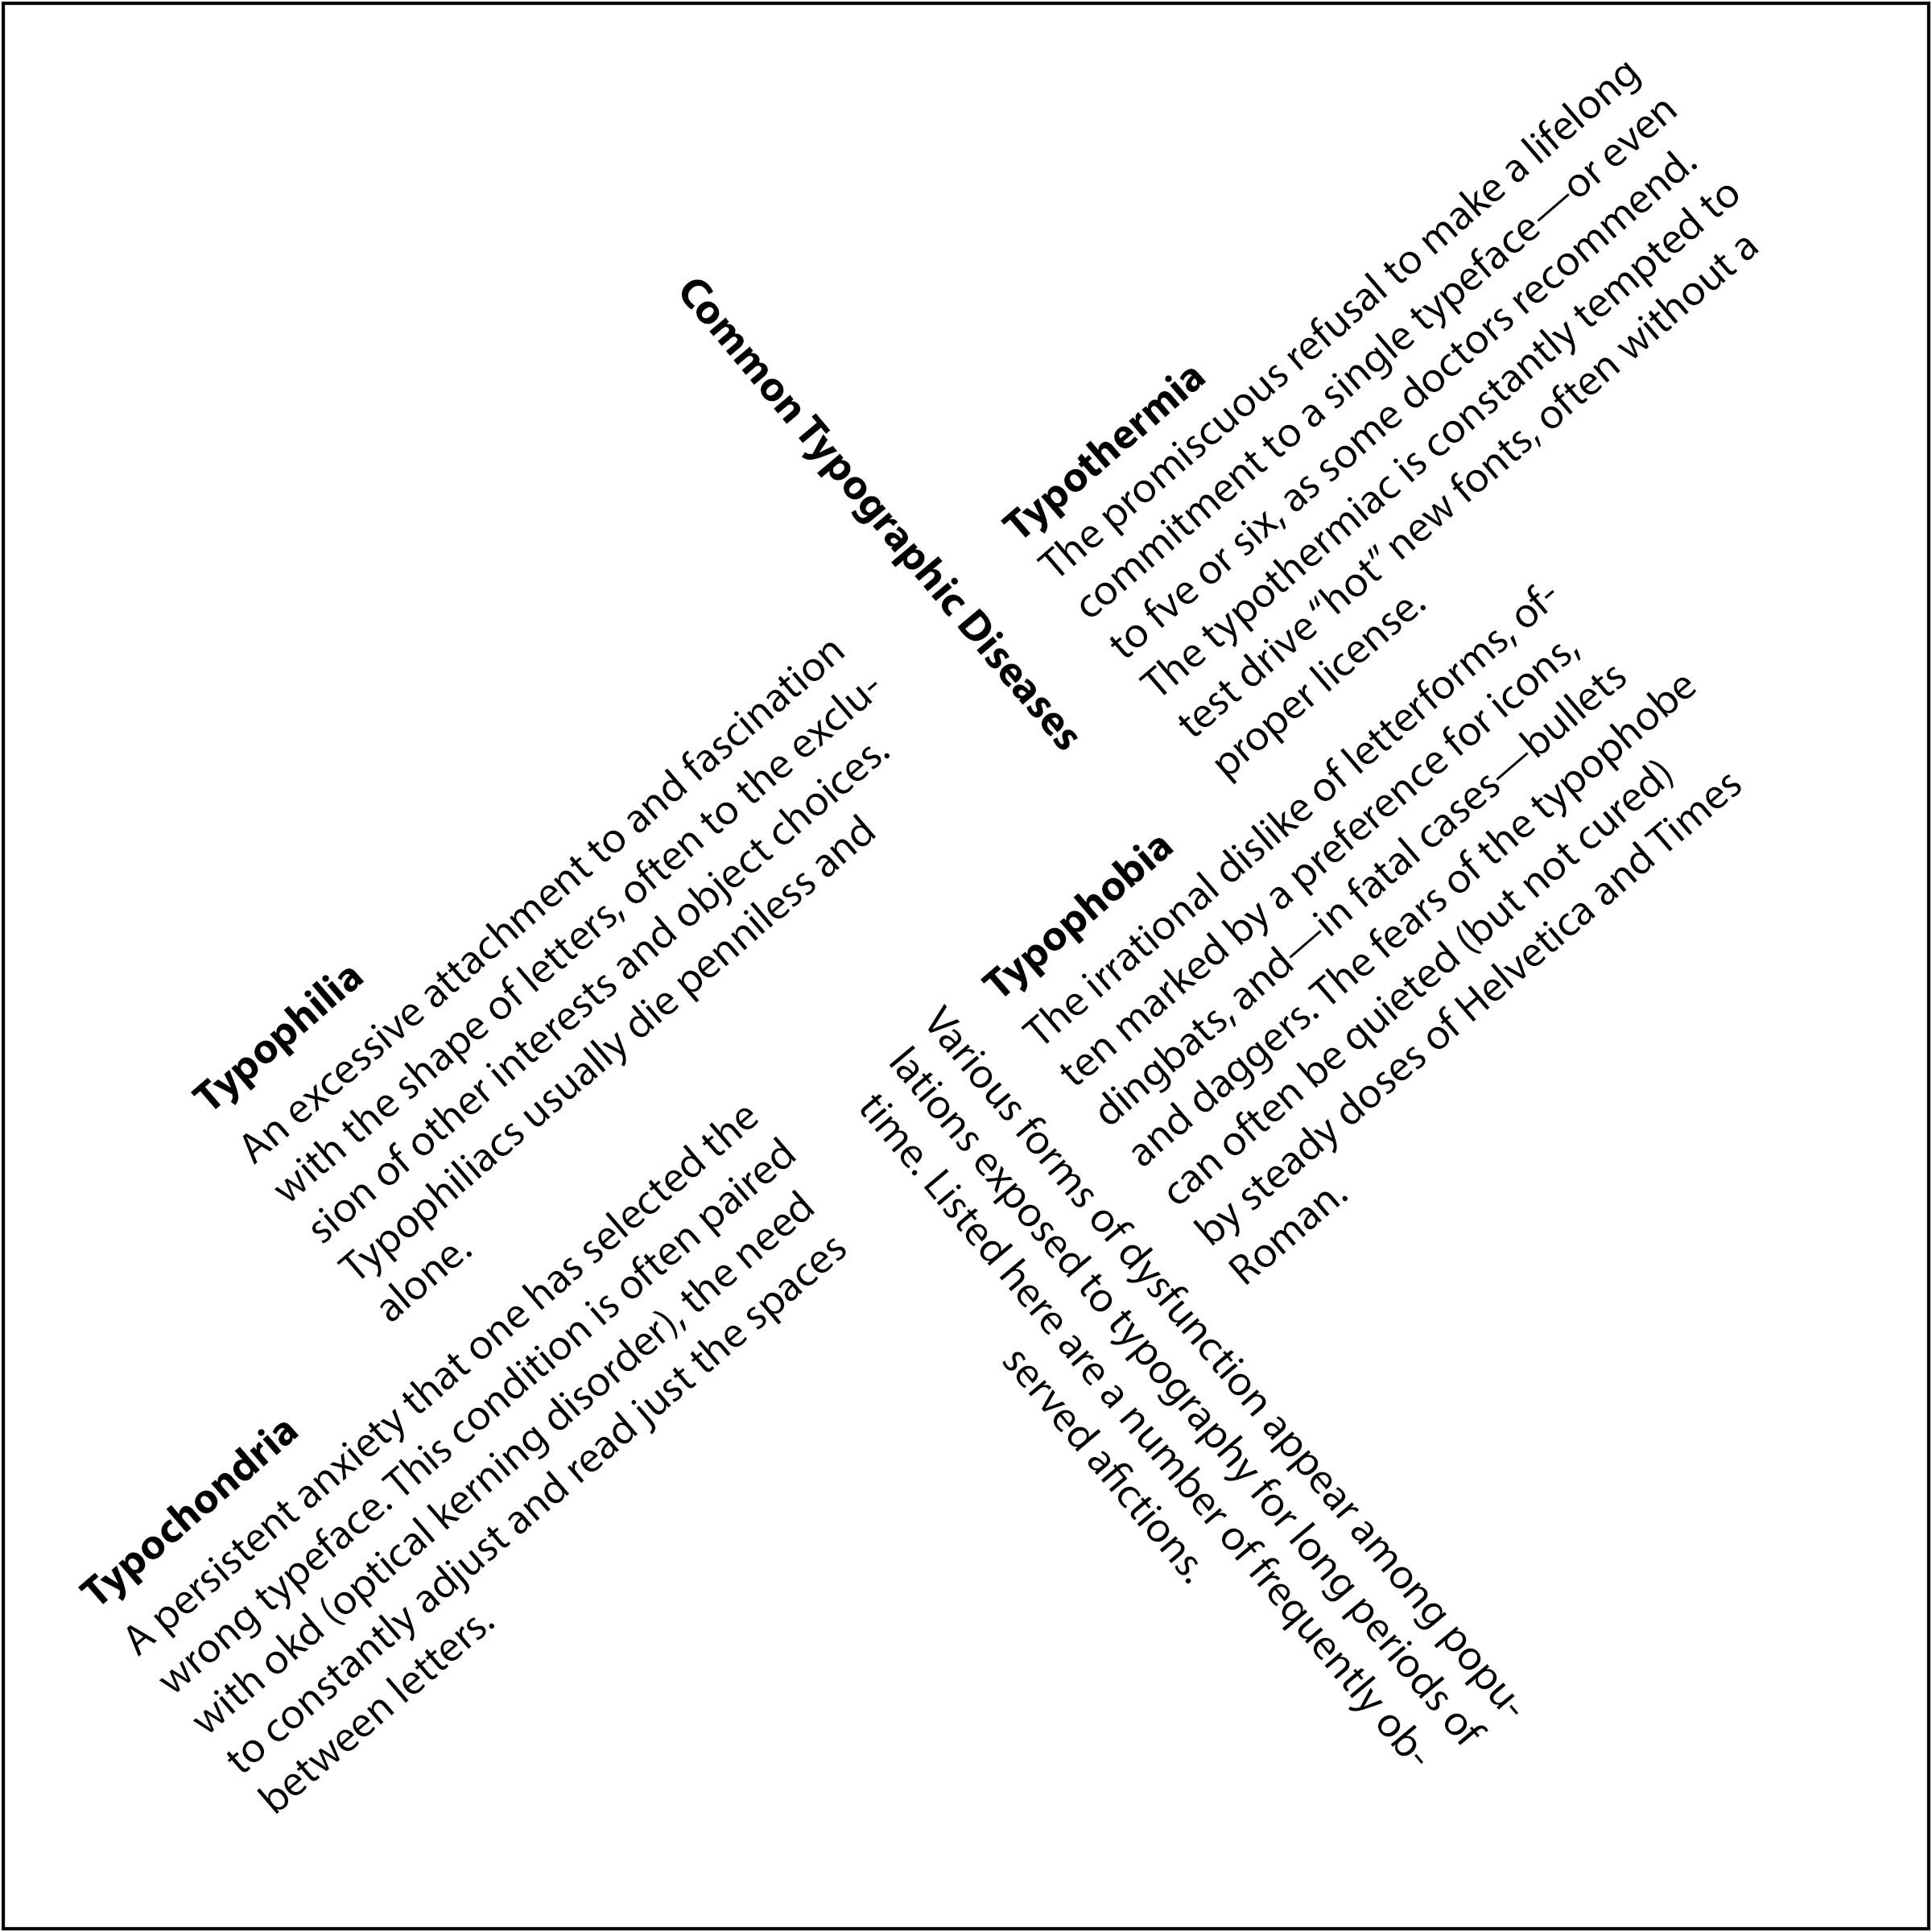 Common Typographic Diseases
Various forms of dysfunction appear among popu-
lations exposed to typography for long periods of
time. Listed here are a number of frequently ob-
served afictions.
Typophilia
An excessive attachment to and fascination
with the shape of letters, often to the exclu-
sion of other interests and object choices.
Typophiliacs usually die penniless and
alone.
Typochondria
A persistent anxiety that one has selected the
wrong typeface. This condition is often paired
with okd (optical kerning disorder), the need
to constantly adjust and read just the spaces
between letters.
Typothermia
The promiscuous refusal to make a lifelong
commitment to a single typeface—or even
to fve or six, as some doctors recommend.
The typothermiac is constantly tempted to
test drive “hot” new fonts, often without a
proper license.
Typophobia
The irrational dislike of letterforms, of-
ten marked by a preference for icons,
dingbats, and—in fatal cases—bullets
and daggers. The fears of the typophobe
can often be quieted (but not cured)
by steady doses of Helvetica and Times
Roman.